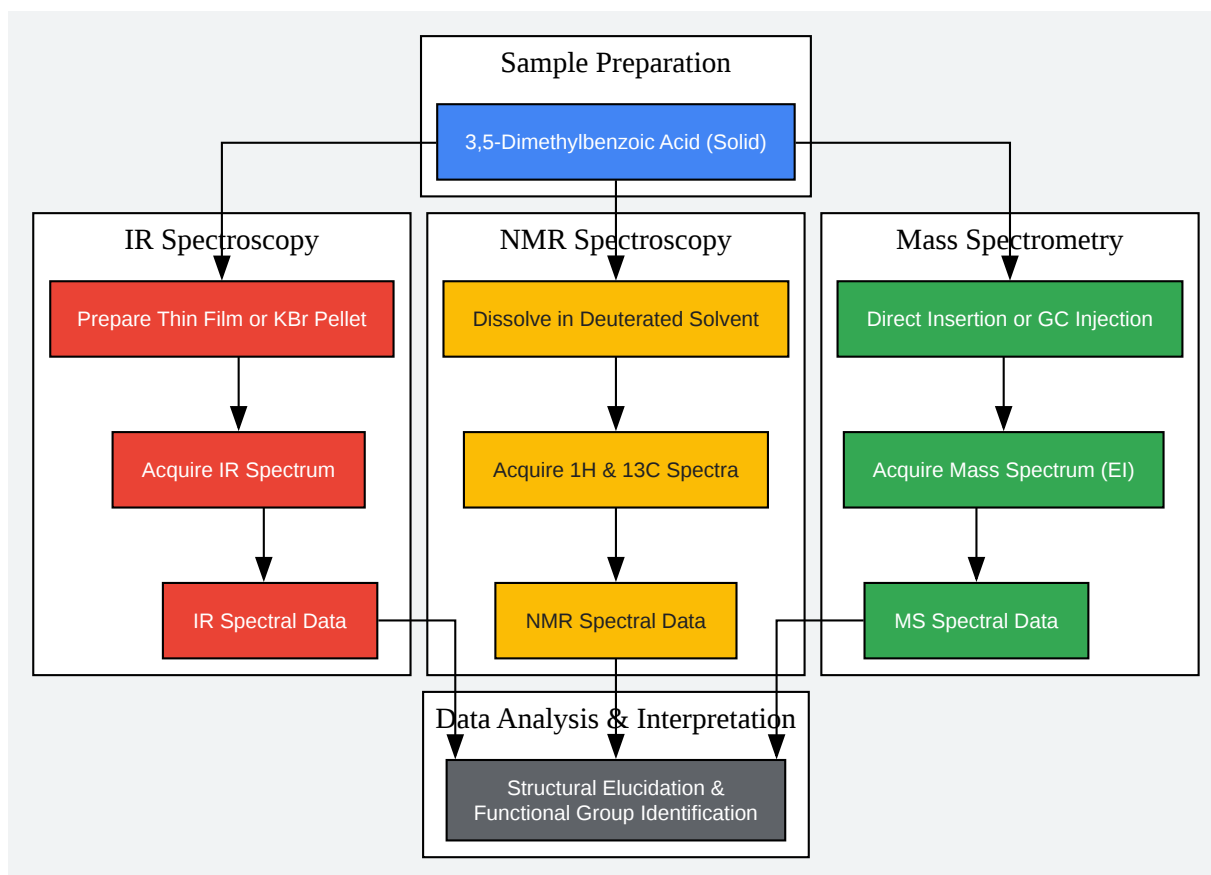 Sample Preparation
3,5-Dimethylbenzoic Acid (Solid)
IR Spectroscopy
Prepare Thin Film or KBr Pellet
Acquire IR Spectrum
IR Spectral Data
NMR Spectroscopy
Dissolve in Deuterated Solvent
Acquire 1H & 13C Spectra
NMR Spectral Data
Mass Spectrometry
Direct Insertion or GC Injection
Acquire Mass Spectrum (EI)
MS Spectral Data
Data Analysis & Interpretation
Structural Elucidation &
Functional Group Identification